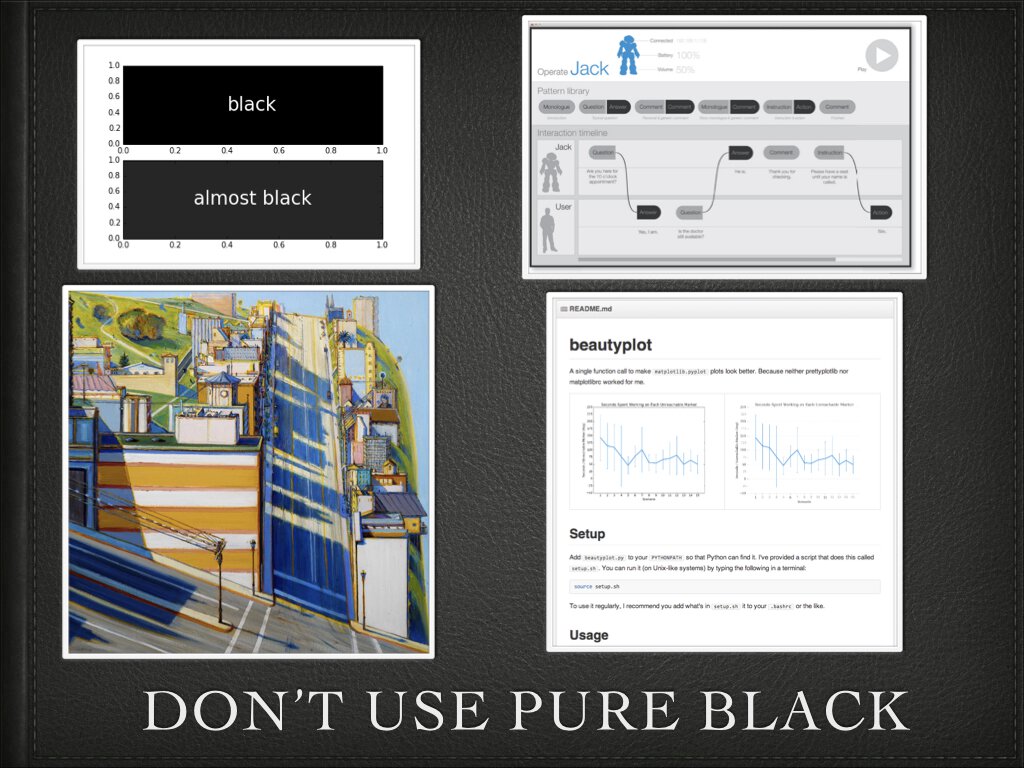 1.0
0.8
0.6
0.4
0.2
0.0
black
0.0 0.2 0.4 0.6 0.8 1.0
1.0
0.8
0.6
0.4
0.2
0.0
almost black
0.0 0.2 0.4 0.6 0.8 1.0
Operate Jack
Connected
Battery 100%
Volume 50%
Play
Pattern library
Monologue Question Answer Comment Comment Monologue Comment Instruction Action Comment
Interaction timeline
Jack
Question Answer Comment Instruction
Are you here for the 10 o'clock appointment?
He is.
Thank you for checking.
Please have a seat until your name is called.
User
Answer Question Action
Yes, I am.
Is the doctor still available?
README.md
beautyplot
A single function call to make matplotlib.pyplot plots look better. Because neither prettyplotlib nor
matplotlibrc worked for me.
Seconds Spent Working on Each Unreachable Market
Seconds Spent Working on Each Unreachable Market
Scenario
Scenario
Setup
Add beautyplot.py to your PYTHONPATH so that Python can find it. I've provided a script that does this called
setup.sh. You can run it (on Unix-like systems) by typing the following in a terminal:
source setup.sh
To use it regularly, I recommend you add what's in setup.sh it to your .bashrc or the like.
Usage
DON'T USE PURE BLACK